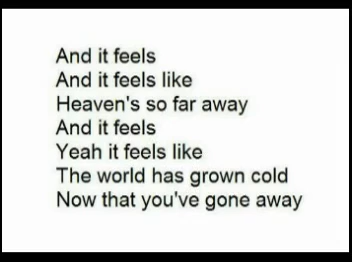 And it feels
And it feels like
Heaven's so far away
And it feels
Yeah it feels like
The world has grown cold
Now that you've gone away